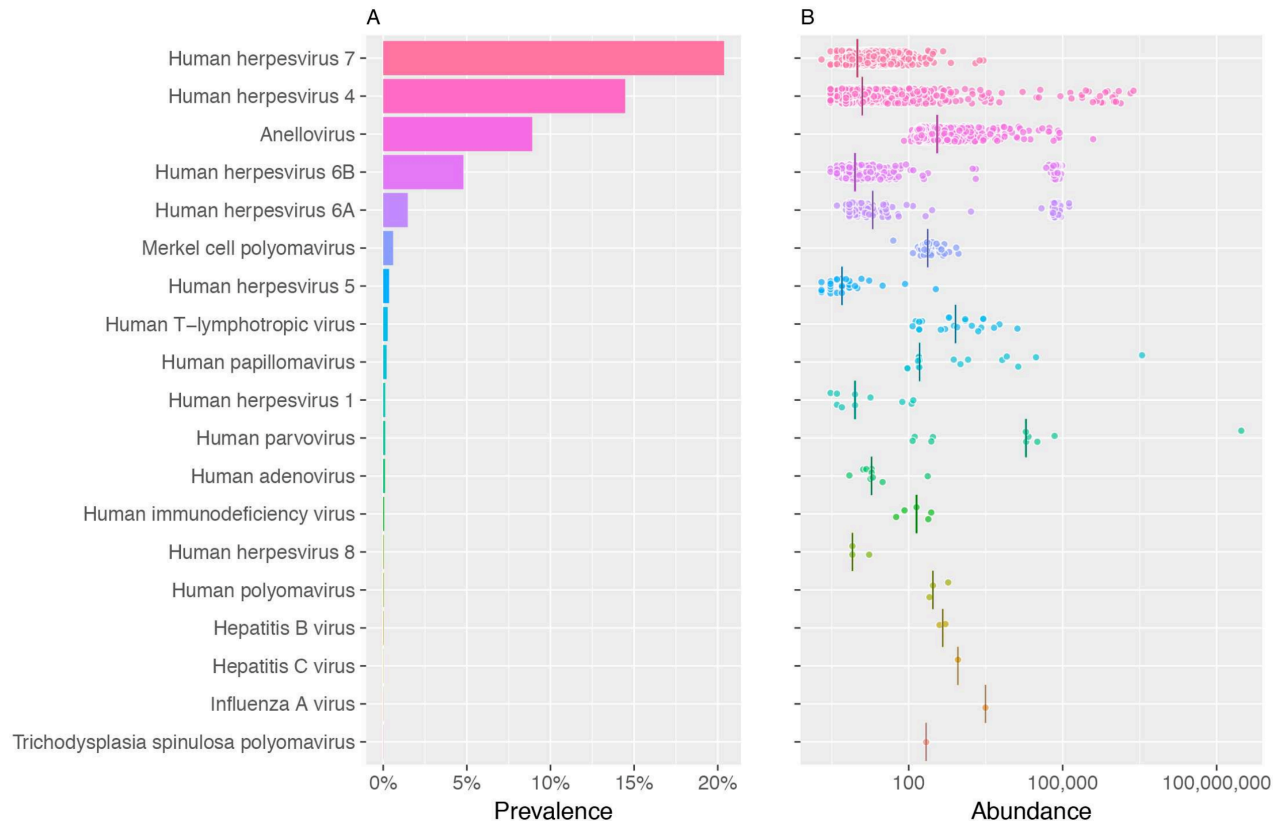 A
B
Human herpesvirus 7
Human herpesvirus 4
Anellovirus
Human herpesvirus 6B
Human herpesvirus 6A
Merkel cell polyomavirus
Human herpesvirus 5
Human T−lymphotropic virus
Human papillomavirus
Human herpesvirus 1
Human parvovirus
Human adenovirus
Human immunodeficiency virus
Human herpesvirus 8
Human polyomavirus
Hepatitis B virus
Hepatitis C virus
Influenza A virus
Trichodysplasia spinulosa polyomavirus
0% 5% 10% 15% 20%
Prevalence
100 100,000 100,000,000
Abundance